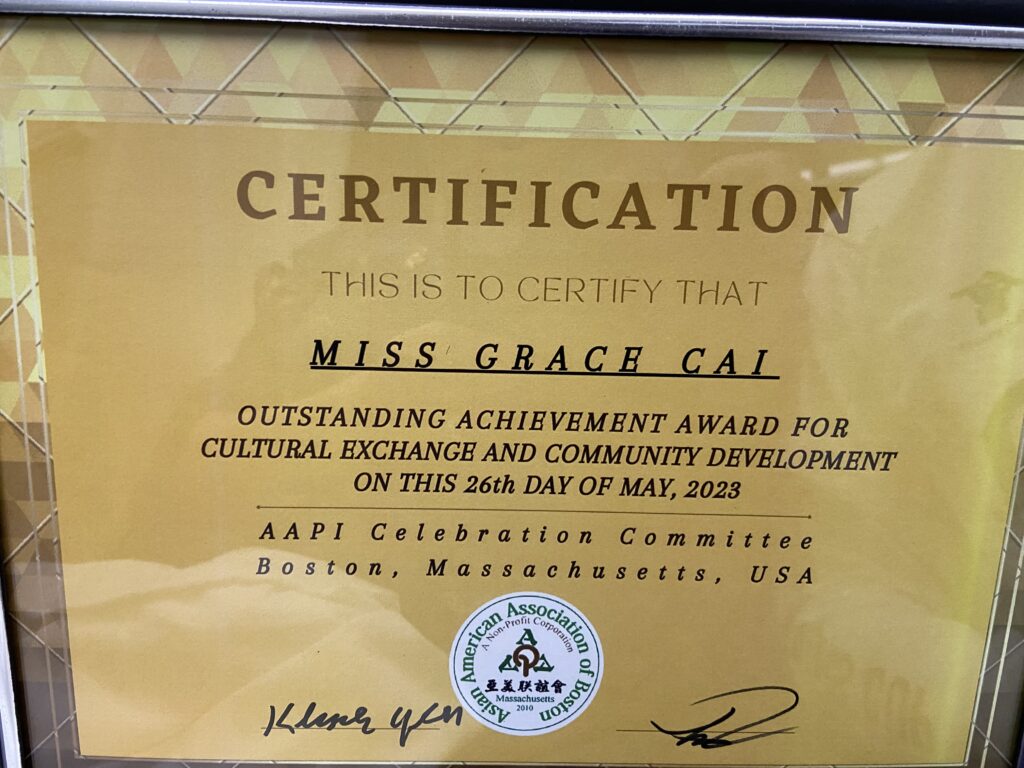 CERTIFICATION
THIS IS TO CERTIFY THAT
MISS GRACE CAI
OUTSTANDING ACHIEVEMENT AWARD FOR
CULTURAL EXCHANGE AND COMMUNITY DEVELOPMENT
ON THIS 26th DAY OF MAY, 2023
AAPI Celebration Committee
Boston, Massachusetts, USA
Asian American Association of Boston
A Non-Profit Corporation
亞美联誼會
Massachusetts
2010